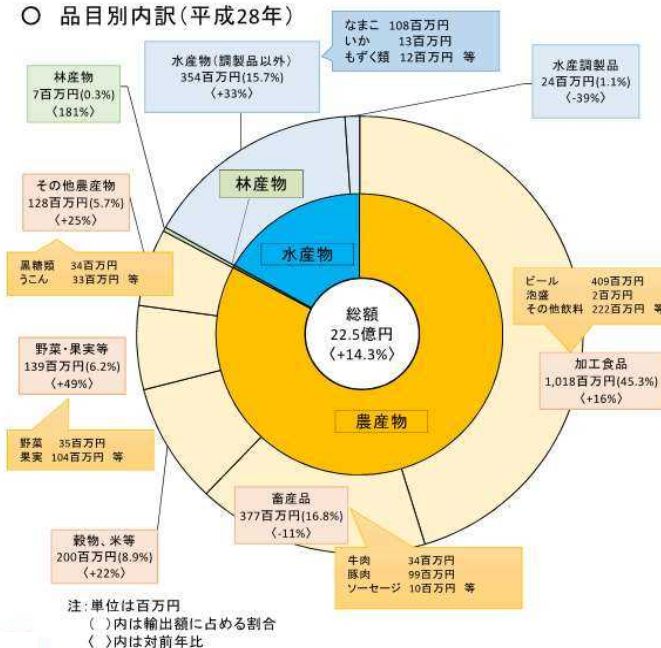 ○ 品目別内訳(平成28年)
なまこ 108百万円
いか 13百万円
もずく類 12百万円 等
水産物(調製品以外)
354百万円(15.7%)
〈+33%〉
水産調製品
24百万円(1.1%)
〈-39%〉
林産物
7百万円(0.3%)
〈181%〉
その他農産物
128百万円(5.7%)
〈+25%〉
黒糖類 34百万円
うこん 33百万円 等
林産物
水産物
総額
22.5億円
〈+14.3%〉
農産物
ビール 409百万円
泡盛 2百万円
その他飲料 222百万円 等
加工食品
1,018百万円(45.3%)
〈+16%〉
野菜・果実等
139百万円(6.2%)
〈+49%〉
野菜 35百万円
果実 104百万円 等
畜産品
377百万円(16.8%)
〈-11%〉
牛肉 34百万円
豚肉 99百万円
ソーセージ 10百万円 等
穀物、米等
200百万円(8.9%)
〈+22%〉
注:単位は百万円
( )内は輸出額に占める割合
〈 〉内は対前年比